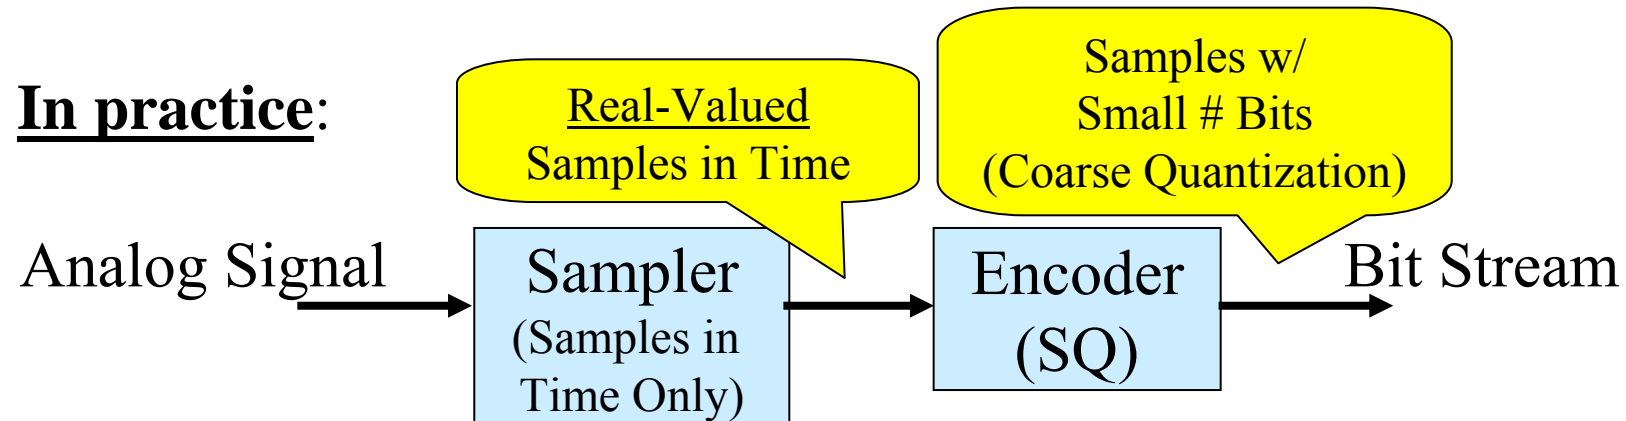 In practice:
Real-Valued
Samples in Time
Samples w/
Small # Bits
(Coarse Quantization)
Analog Signal
Sampler
(Samples in
Time Only)
Encoder
(SQ)
Bit Stream